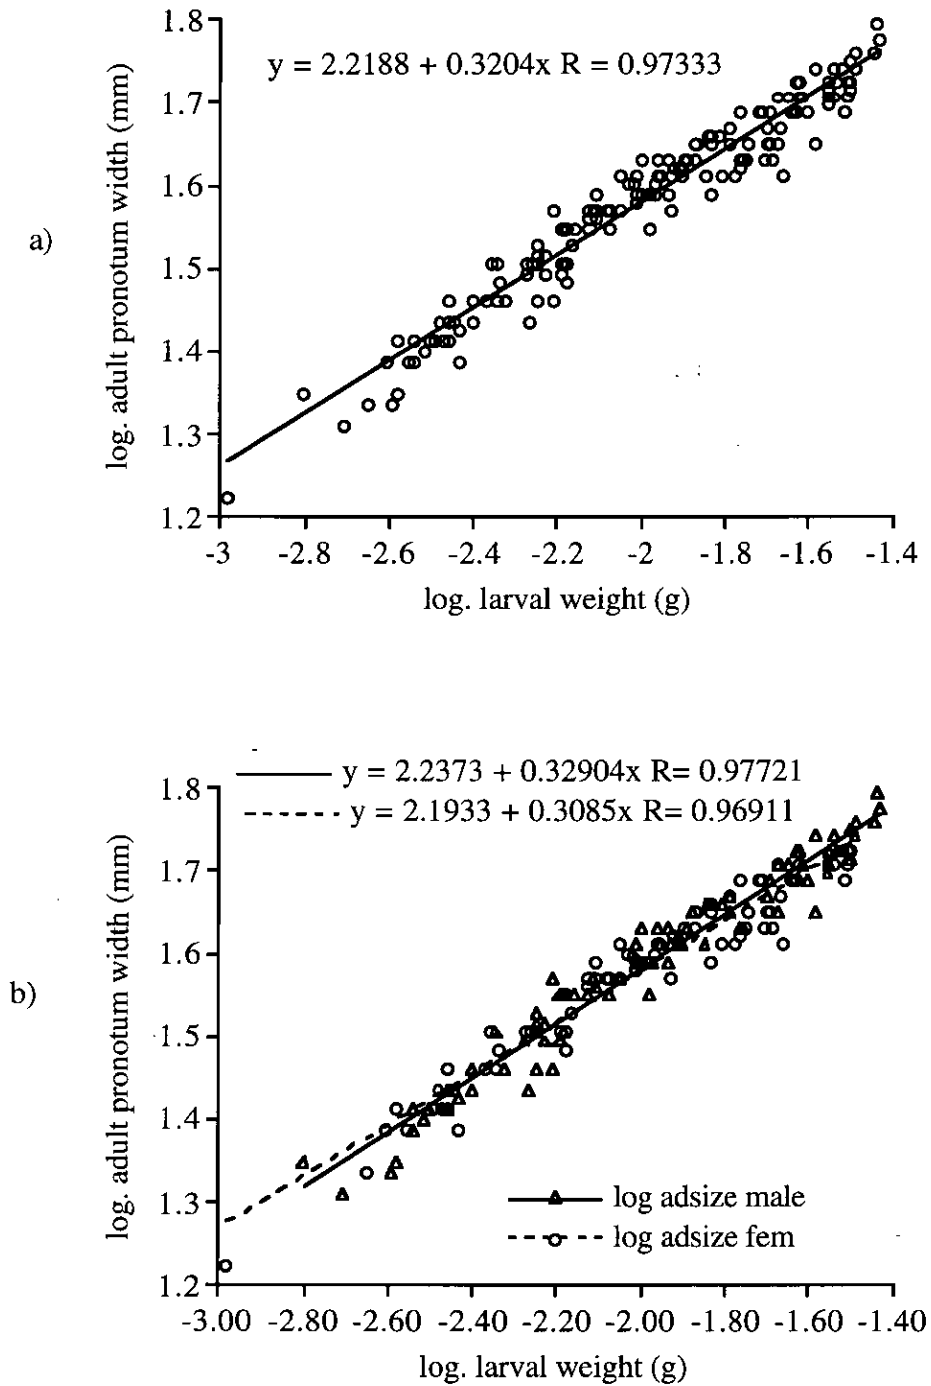 a)
y = 2.2188 + 0.3204x R = 0.97333
log. adult pronotum width (mm)
1.8
1.7
1.6
1.5
1.4
1.3
1.2
-3 -2.8 -2.6 -2.4 -2.2 -2 -1.8 -1.6 -1.4
log. larval weight (g)
b)
y = 2.2373 + 0.32904x R= 0.97721
y = 2.1933 + 0.3085x R= 0.96911
log. adult pronotum width (mm)
1.8
1.7
1.6
1.5
1.4
1.3
1.2
log adsize male
log adsize fem
-3.00 -2.80 -2.60 -2.40 -2.20 -2.00 -1.80 -1.60 -1.40
log. larval weight (g)